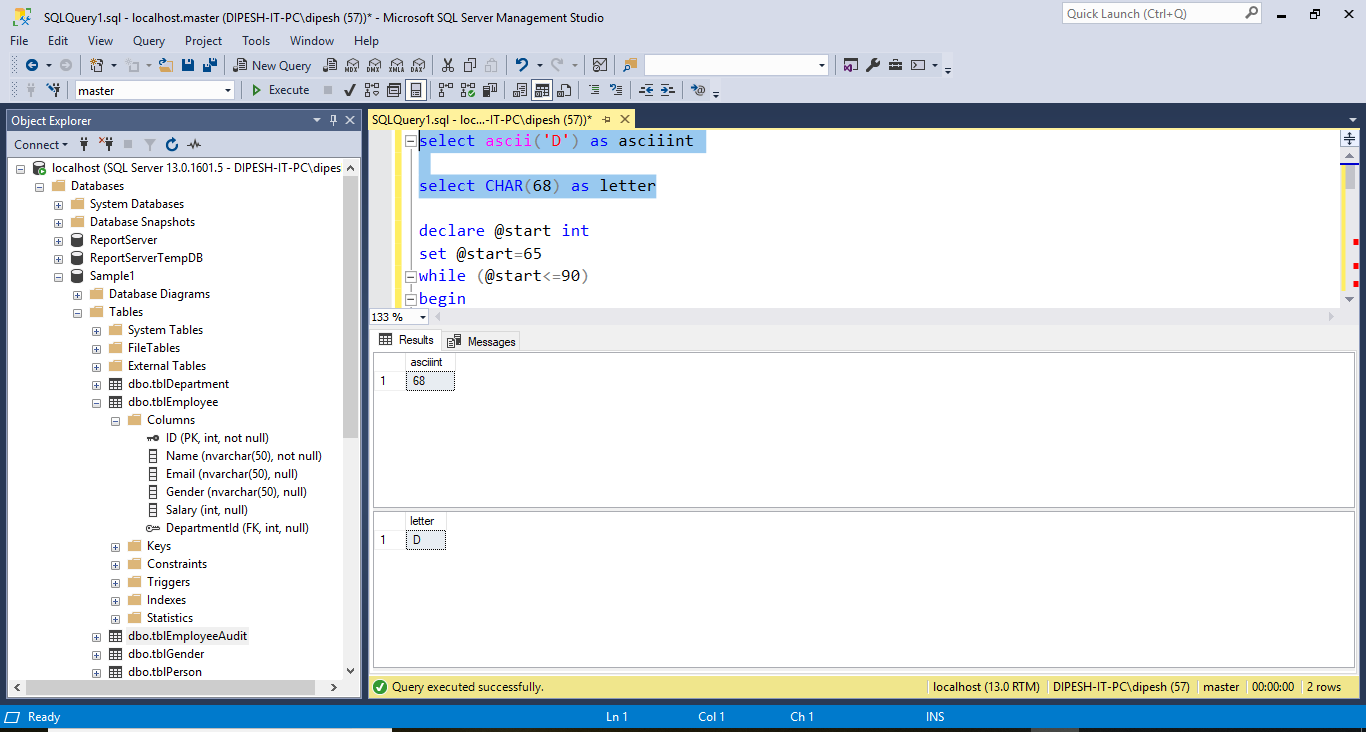 SQLQuery1.sql - localhost.master (DIPESH-IT-PC\dipesh (57))* - Microsoft SQL Server Management Studio
Quick Launch (Ctrl+Q)
File Edit View Query Project Tools Window Help
New Query MDX DMX XMLA DAX
master Execute
Object Explorer
Connect
localhost (SQL Server 13.0.1601.5 - DIPESH-IT-PC\dipes
Databases
System Databases
Database Snapshots
ReportServer
ReportServerTempDB
Sample1
Database Diagrams
Tables
System Tables
FileTables
External Tables
dbo.tblDepartment
dbo.tblEmployee
Columns
ID (PK, int, not null)
Name (nvarchar(50), not null)
Email (nvarchar(50), null)
Gender (nvarchar(50), null)
Salary (int, null)
DepartmentId (FK, int, null)
Keys
Constraints
Triggers
Indexes
Statistics
dbo.tblEmployeeAudit
dbo.tblGender
dbo.tblPerson
SQLQuery1.sql - loc...-IT-PC\dipesh (57))*
select ascii('D') as asciiint
select CHAR(68) as letter
declare @start int
set @start=65
while (@start<=90)
begin
133 %
Results Messages
asciiint
1 68
letter
1 D
Query executed successfully. localhost (13.0 RTM) DIPESH-IT-PC\dipesh (57) master 00:00:00 2 rows
Ready Ln 1 Col 1 Ch 1 INS